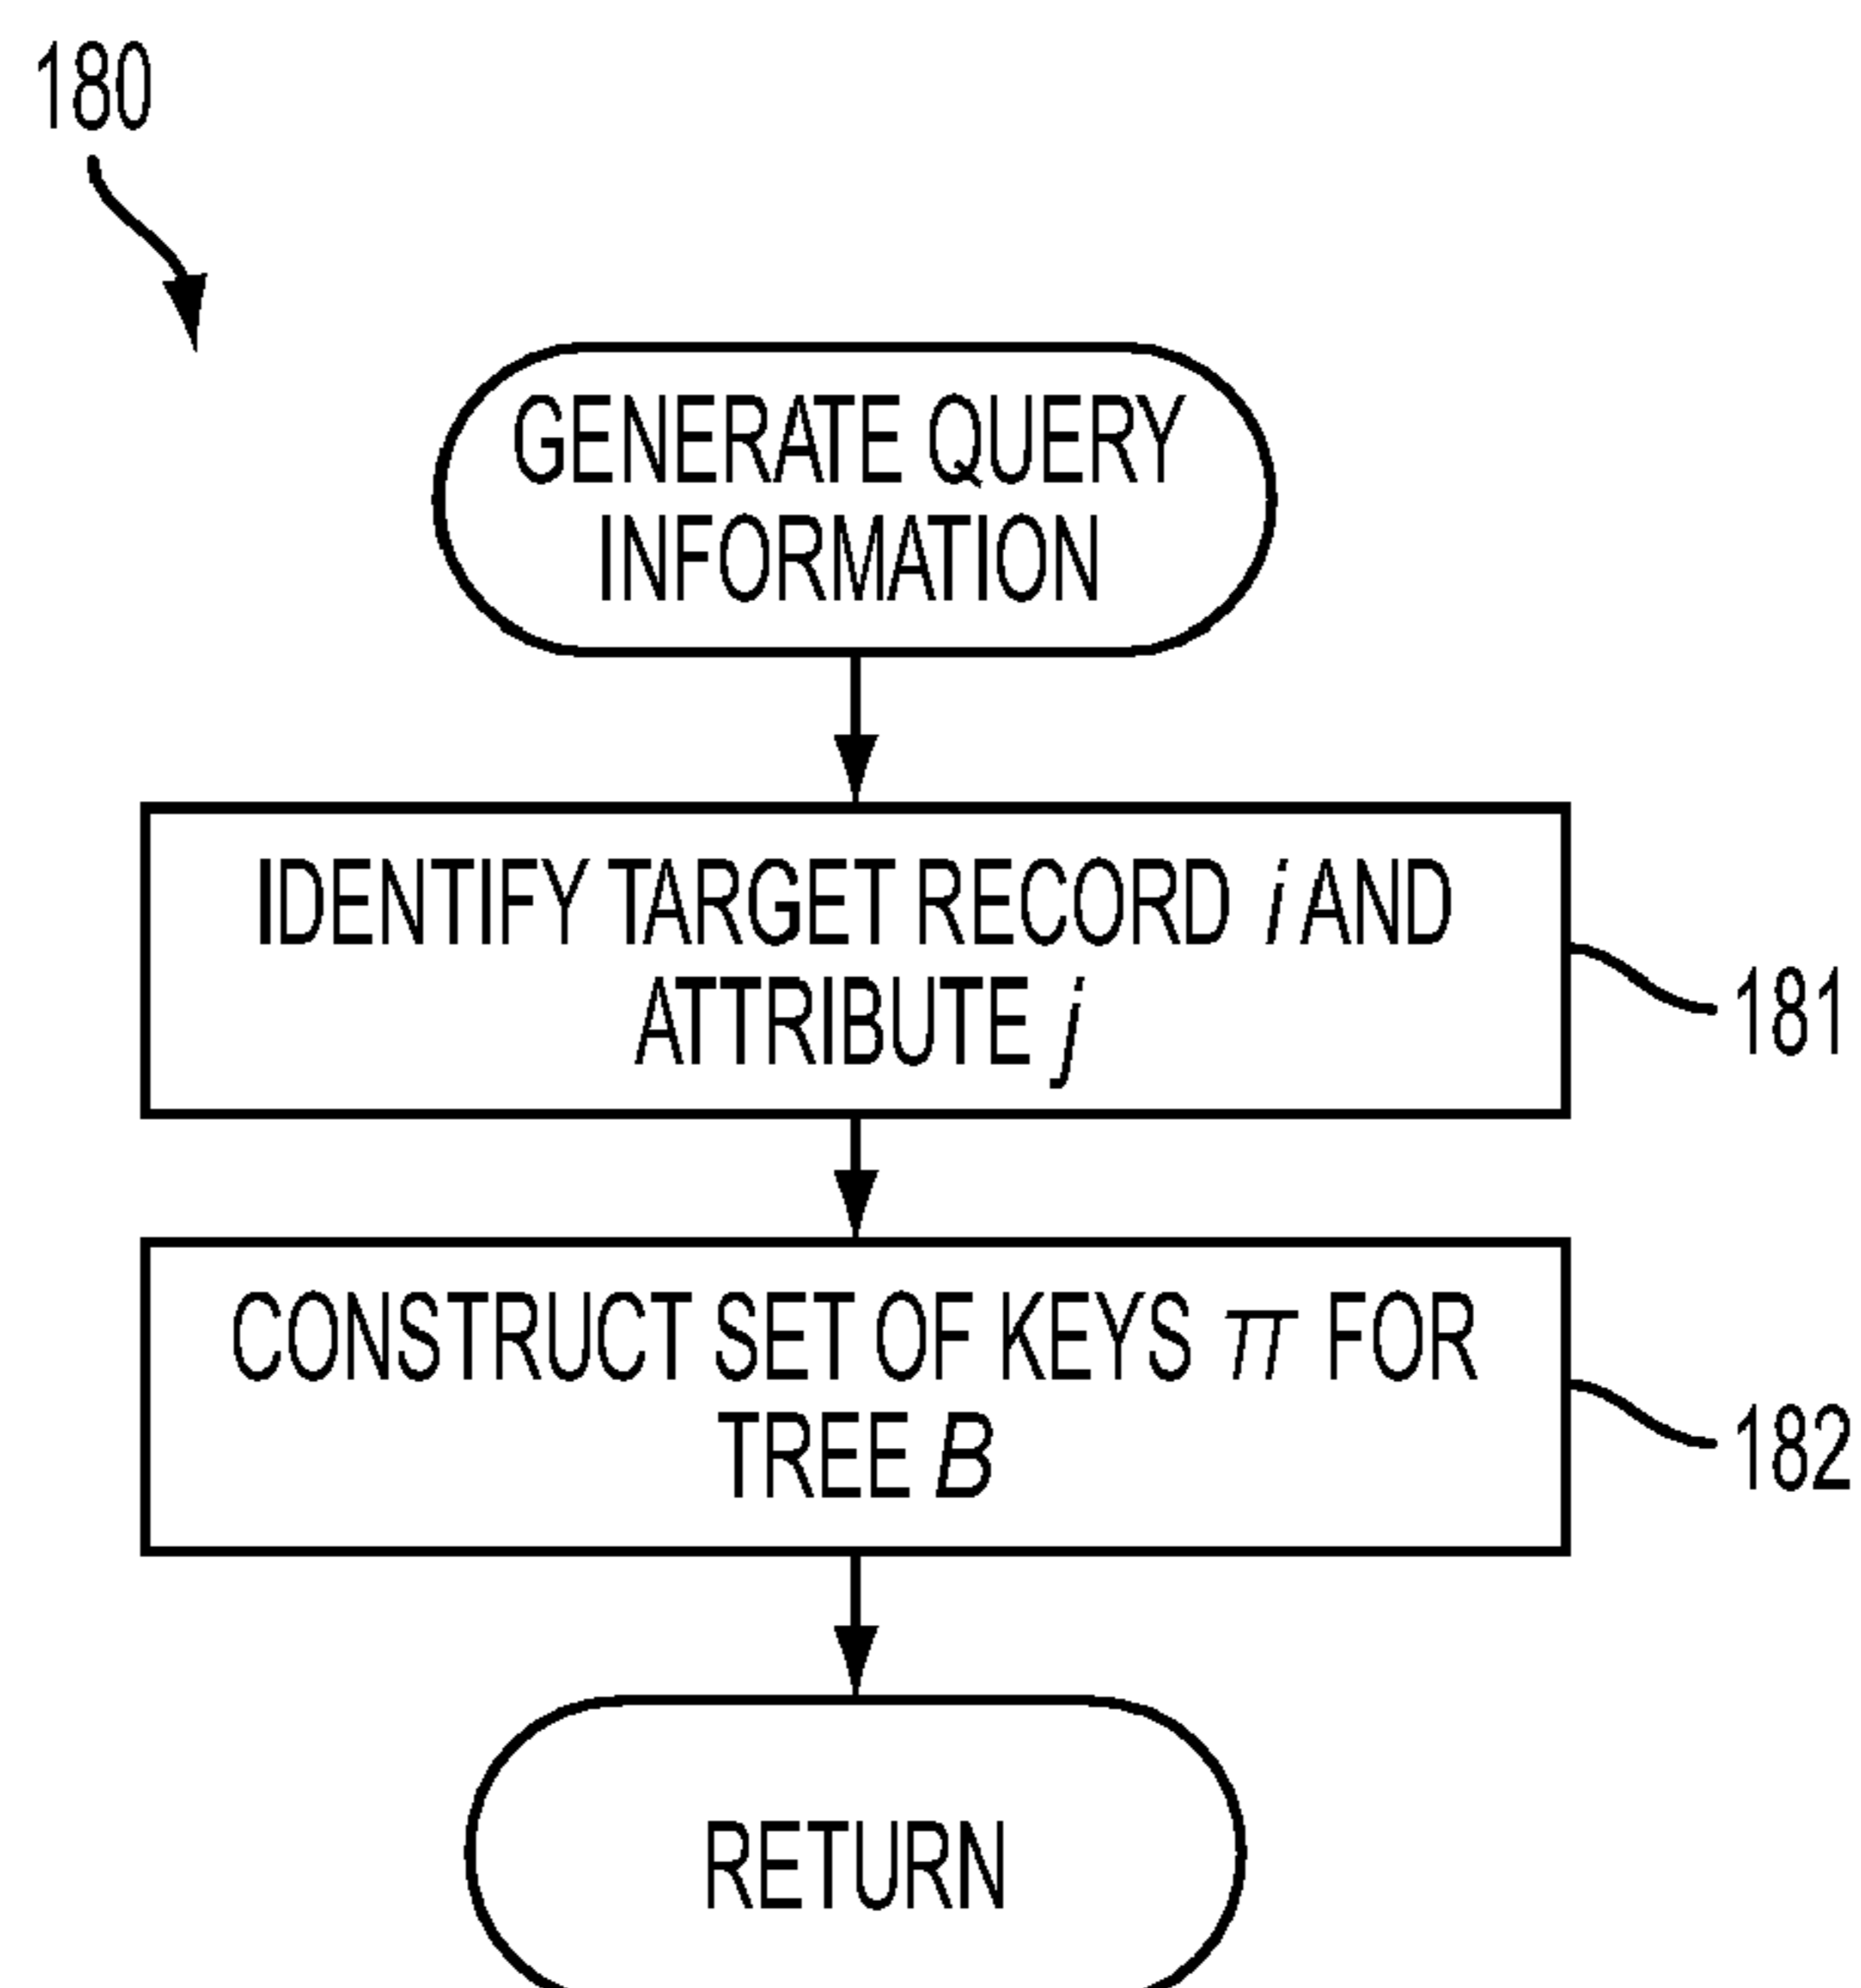 180
GENERATE QUERY
INFORMATION
IDENTIFY TARGET RECORD i AND
ATTRIBUTE j
181
CONSTRUCT SET OF KEYS π FOR
TREE B
182
RETURN